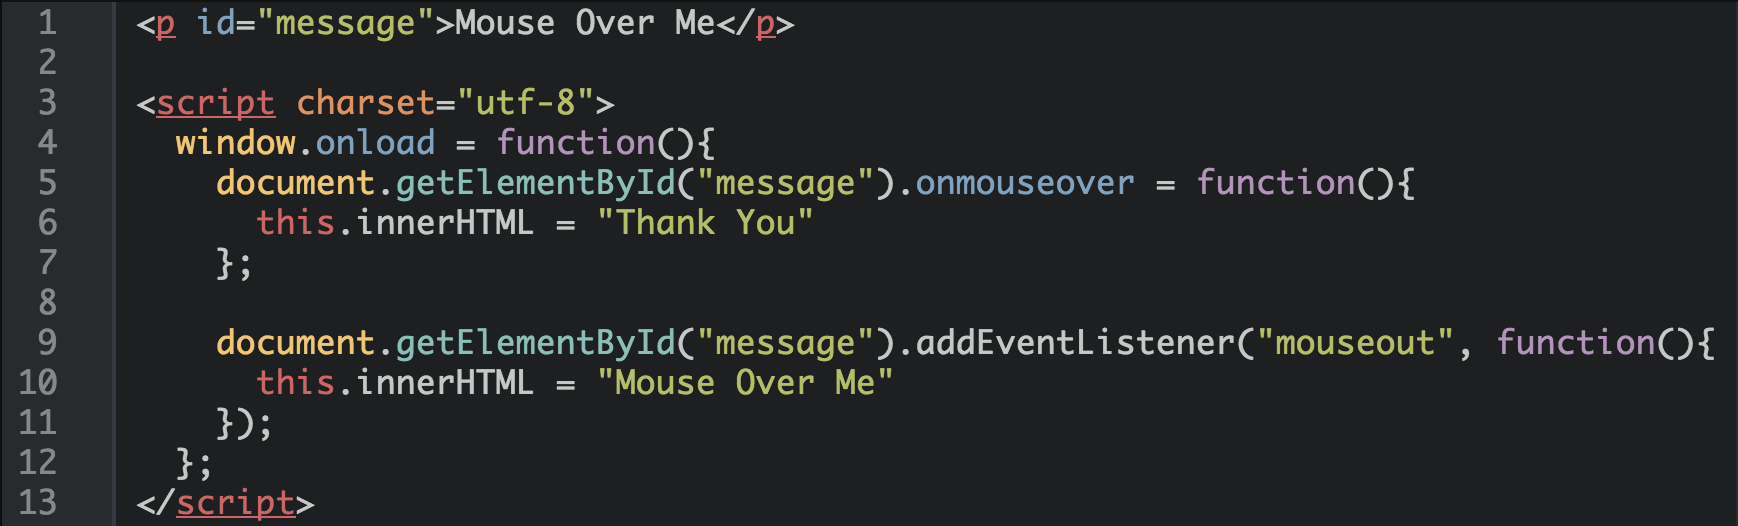 1 <p id="message">Mouse Over Me</p>
2
3 <script charset="utf-8">
4   window.onload = function(){
5     document.getElementById("message").onmouseover = function(){
6       this.innerHTML = "Thank You"
7     };
8
9     document.getElementById("message").addEventListener("mouseout", function(){
10       this.innerHTML = "Mouse Over Me"
11     });
12   };
13 </script>